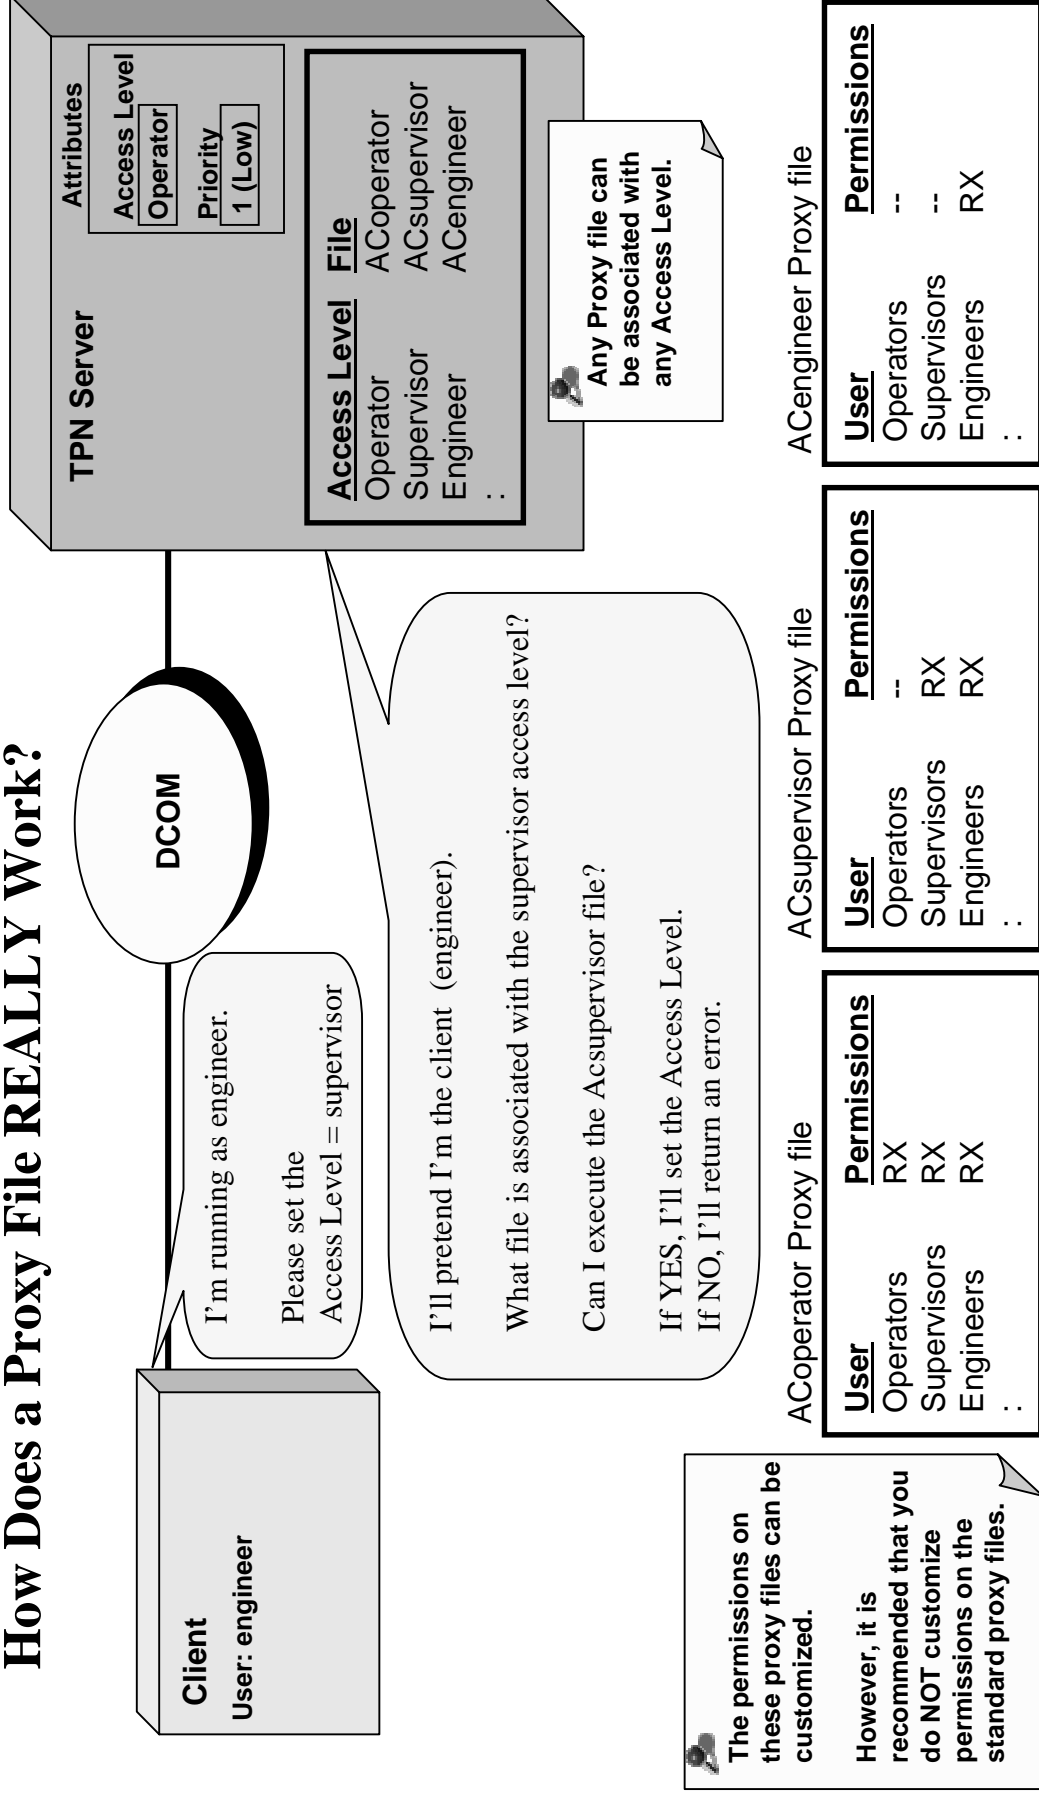 How Does a Proxy File REALLY Work?
Client
User: engineer
I'm running as engineer.
Please set the
Access Level = supervisor
DCOM
TPN Server
Attributes
Access Level
Operator
Priority
1 (Low)
Access Level File
Operator ACoperator
Supervisor ACsupervisor
Engineer ACengineer
: :
I'll pretend I'm the client (engineer).
What file is associated with the supervisor access level?
Can I execute the Acsupervisor file?
If YES, I'll set the Access Level.
If NO, I'll return an error.
Any Proxy file can
be associated with
any Access Level.
The permissions on
these proxy files can be
customized.
However, it is
recommended that you
do NOT customize
permissions on the
standard proxy files.
ACoperator Proxy file
User Permissions
Operators RX
Supervisors RX
Engineers RX
: :
ACsupervisor Proxy file
User Permissions
Operators --
Supervisors RX
Engineers RX
: :
ACengineer Proxy file
User Permissions
Operators --
Supervisors --
Engineers RX
: :